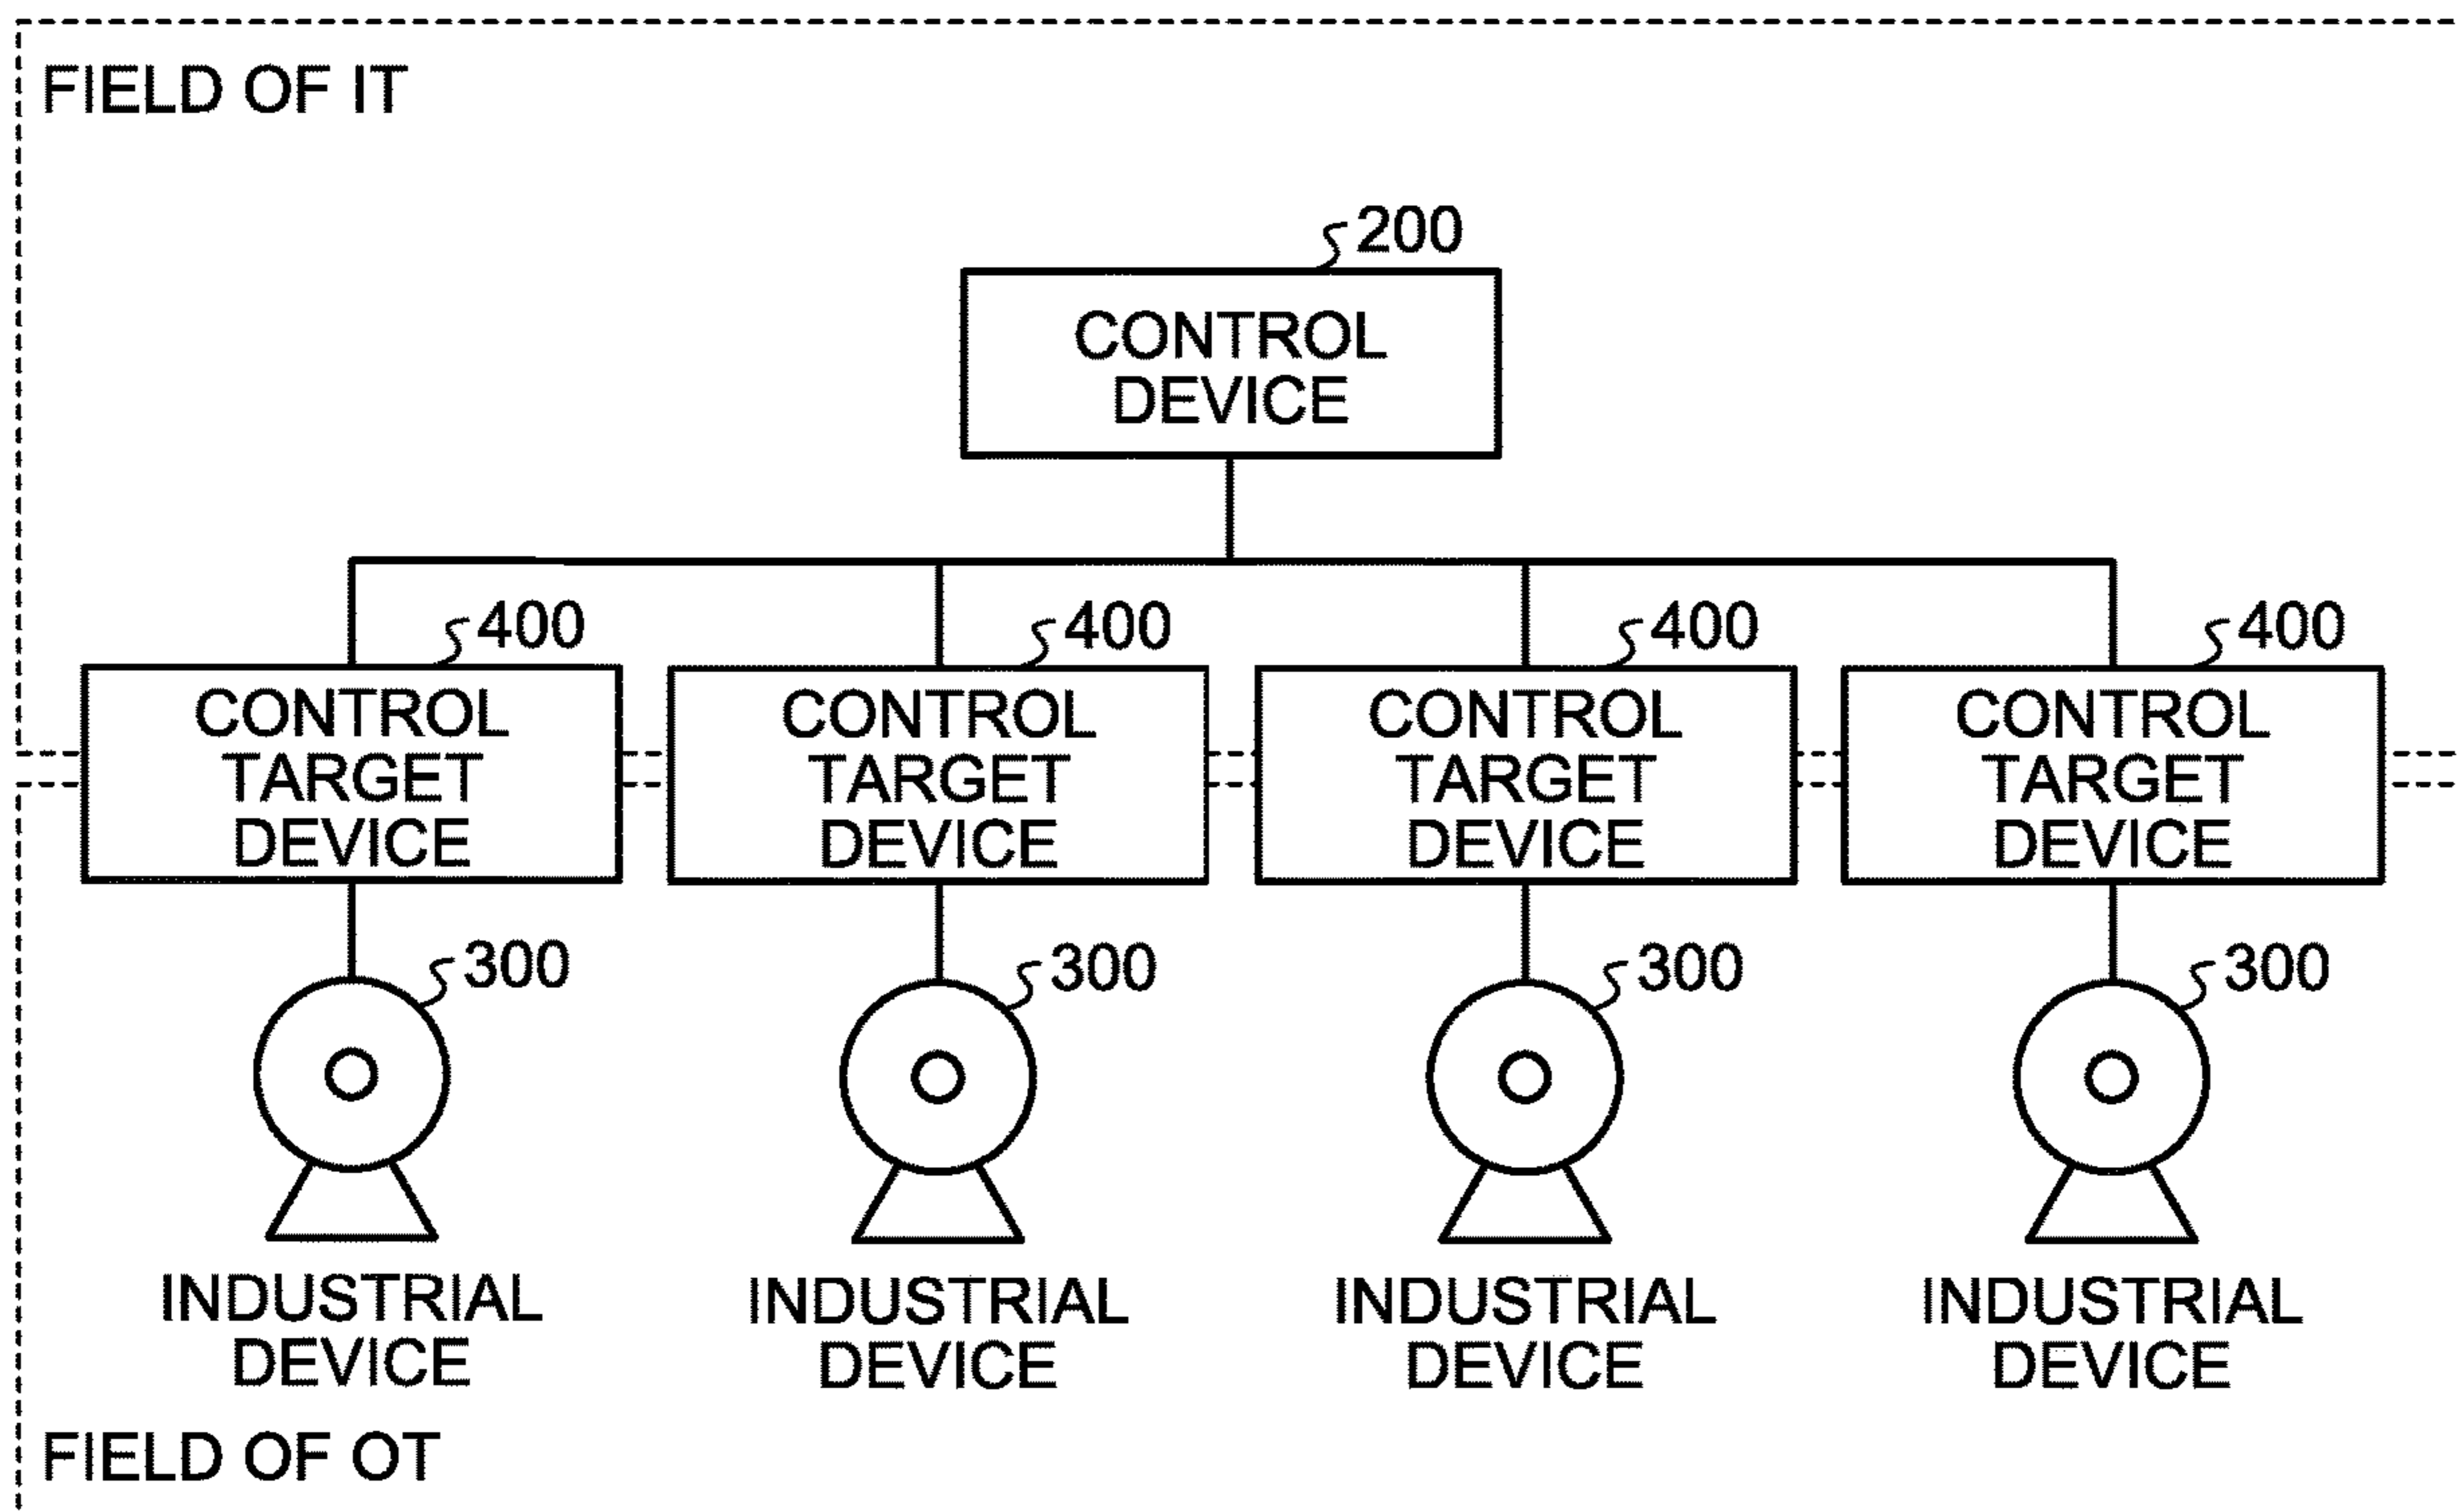 FIELD OF IT
200
CONTROL
DEVICE
400
400
400
400
CONTROL
TARGET
DEVICE
CONTROL
TARGET
DEVICE
CONTROL
TARGET
DEVICE
CONTROL
TARGET
DEVICE
300
300
300
300
INDUSTRIAL
DEVICE
INDUSTRIAL
DEVICE
INDUSTRIAL
DEVICE
INDUSTRIAL
DEVICE
FIELD OF OT